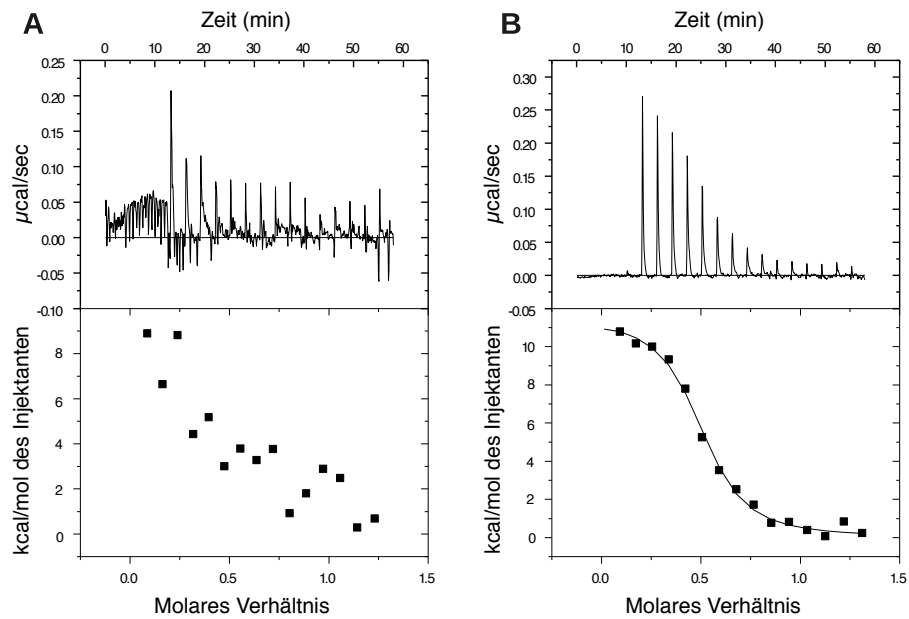 A
Zeit (min)
0 10 20 30 40 50 60
0.25
0.20
0.15
0.10
0.05
0.00
-0.05
-0.10
µcal/sec
8
6
4
2
0
kcal/mol des Injektanten
0.0 0.5 1.0 1.5
Molares Verhältnis
B
Zeit (min)
0 10 20 30 40 50 60
0.30
0.25
0.20
0.15
0.10
0.05
0.00
-0.05
µcal/sec
10
8
6
4
2
0
kcal/mol des Injektanten
0.0 0.5 1.0 1.5
Molares Verhältnis